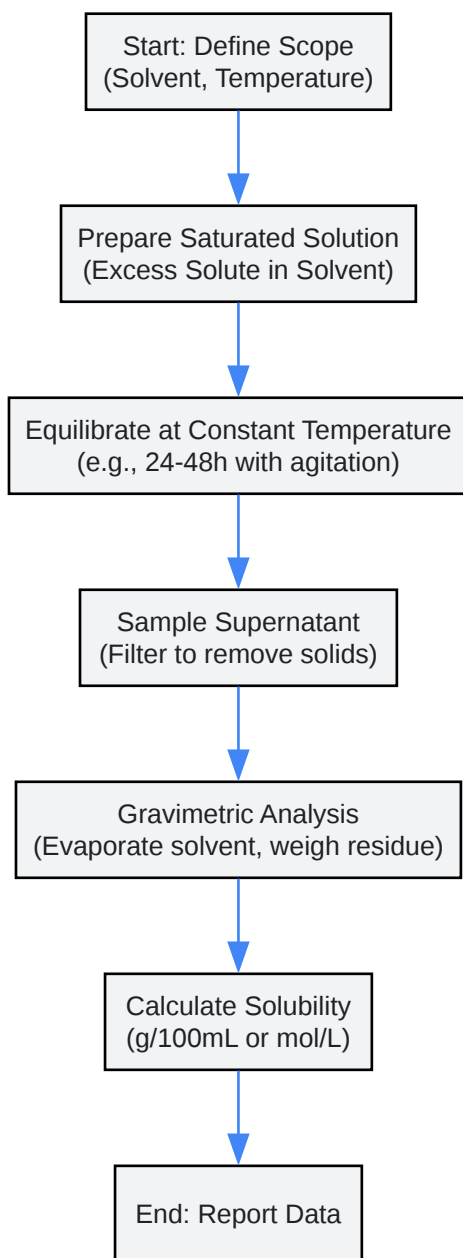 Start: Define Scope
(Solvent, Temperature)
Prepare Saturated Solution
(Excess Solute in Solvent)
Equilibrate at Constant Temperature
(e.g., 24-48h with agitation)
Sample Supernatant
(Filter to remove solids)
Gravimetric Analysis
(Evaporate solvent, weigh residue)
Calculate Solubility
(g/100mL or mol/L)
End: Report Data